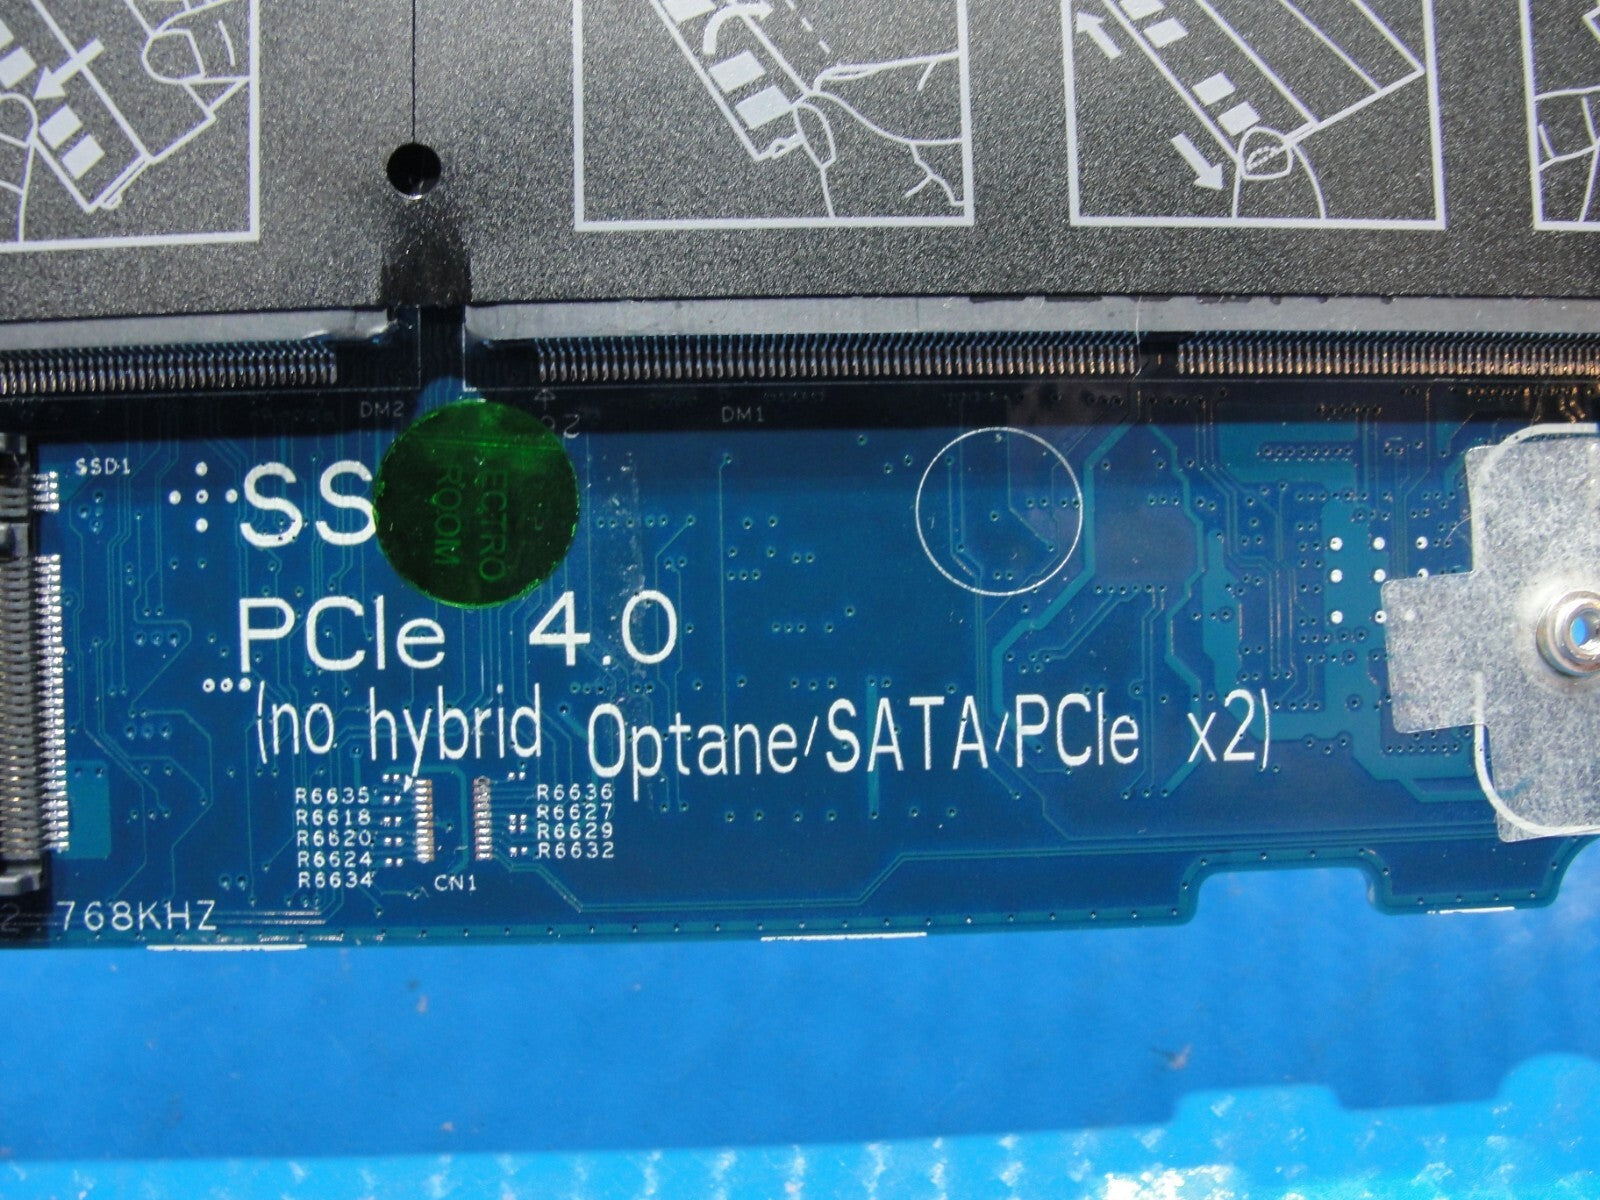 DM2
DM1
SSD1
SS
ECTRO
ROOM
PCIe 4.0
(no hybrid Optane/SATA/PCIe x2)
R6635
R6618
R6620
R6624
R6634
R6636
R6627
R6629
R6632
CN1
2.768KHZ